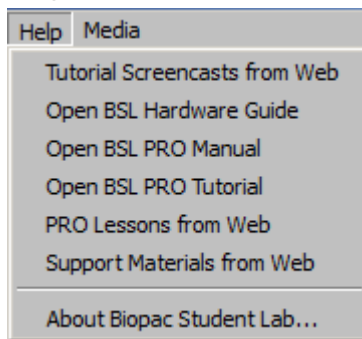 Help Media
Tutorial Screencasts from Web
Open BSL Hardware Guide
Open BSL PRO Manual
Open BSL PRO Tutorial
PRO Lessons from Web
Support Materials from Web
About Biopac Student Lab...